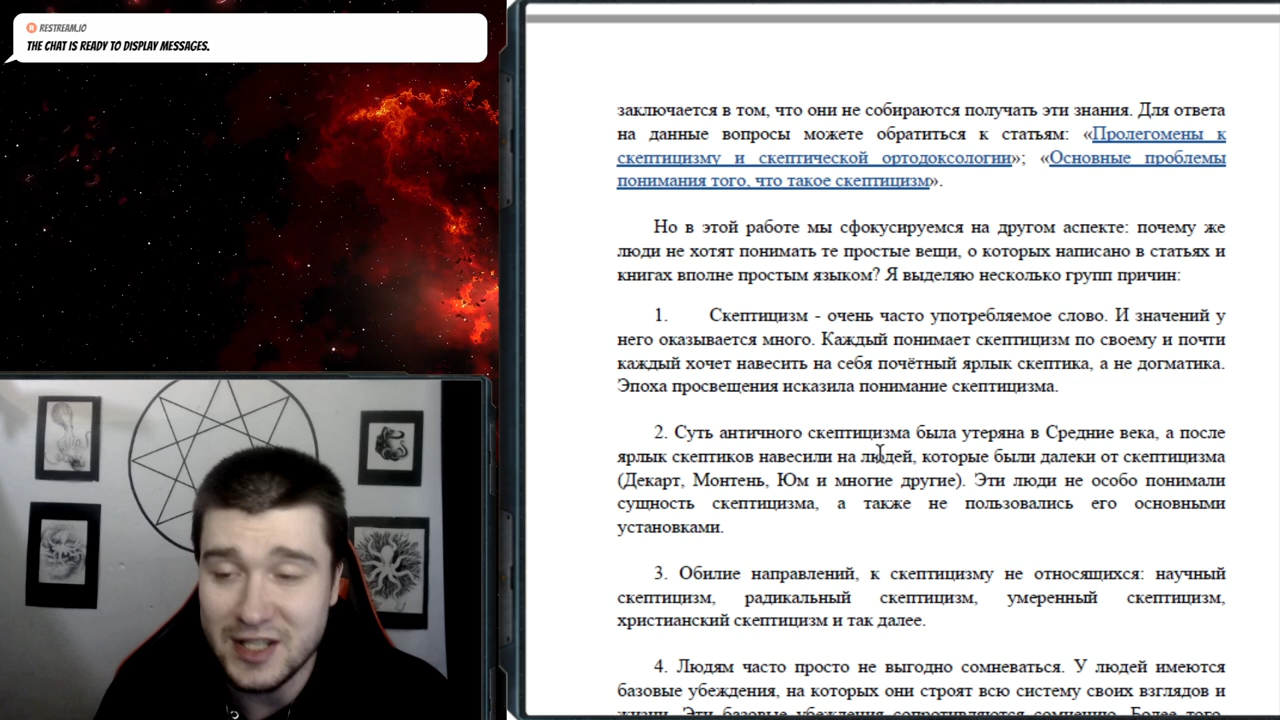 RESTREAM.IO
THE CHAT IS READY TO DISPLAY MESSAGES.
заключается в том, что они не собираются получать эти знания. Для ответа
на данные вопросы можете обратиться к статьям: «Пролегомены к
скептицизму и скептической ортодоксологии»; «Основные проблемы
понимания того, что такое скептицизм».
Но в этой работе мы сфокусируемся на другом аспекте: почему же
люди не хотят понимать те простые вещи, о которых написано в статьях и
книгах вполне простым языком? Я выделяю несколько групп причин:
1. Скептицизм - очень часто употребляемое слово. И значений у
него оказывается много. Каждый понимает скептицизм по своему и почти
каждый хочет навесить на себя почётный ярлык скептика, а не догматика.
Эпоха просвещения исказила понимание скептицизма.
2. Суть античного скептицизма была утеряна в Средние века, а после
ярлык скептиков навесили на людей, которые были далеки от скептицизма
(Декарт, Монтень, Юм и многие другие). Эти люди не особо понимали
сущность скептицизма, а также не пользовались его основными
установками.
3. Обилие направлений, к скептицизму не относящихся: научный
скептицизм, радикальный скептицизм, умеренный скептицизм,
христианский скептицизм и так далее.
4. Людям часто просто не выгодно сомневаться. У людей имеются
базовые убеждения, на которых они строят всю систему своих взглядов и
жизни. Эти базовые убеждения сопротивляются сомнению. Более того,